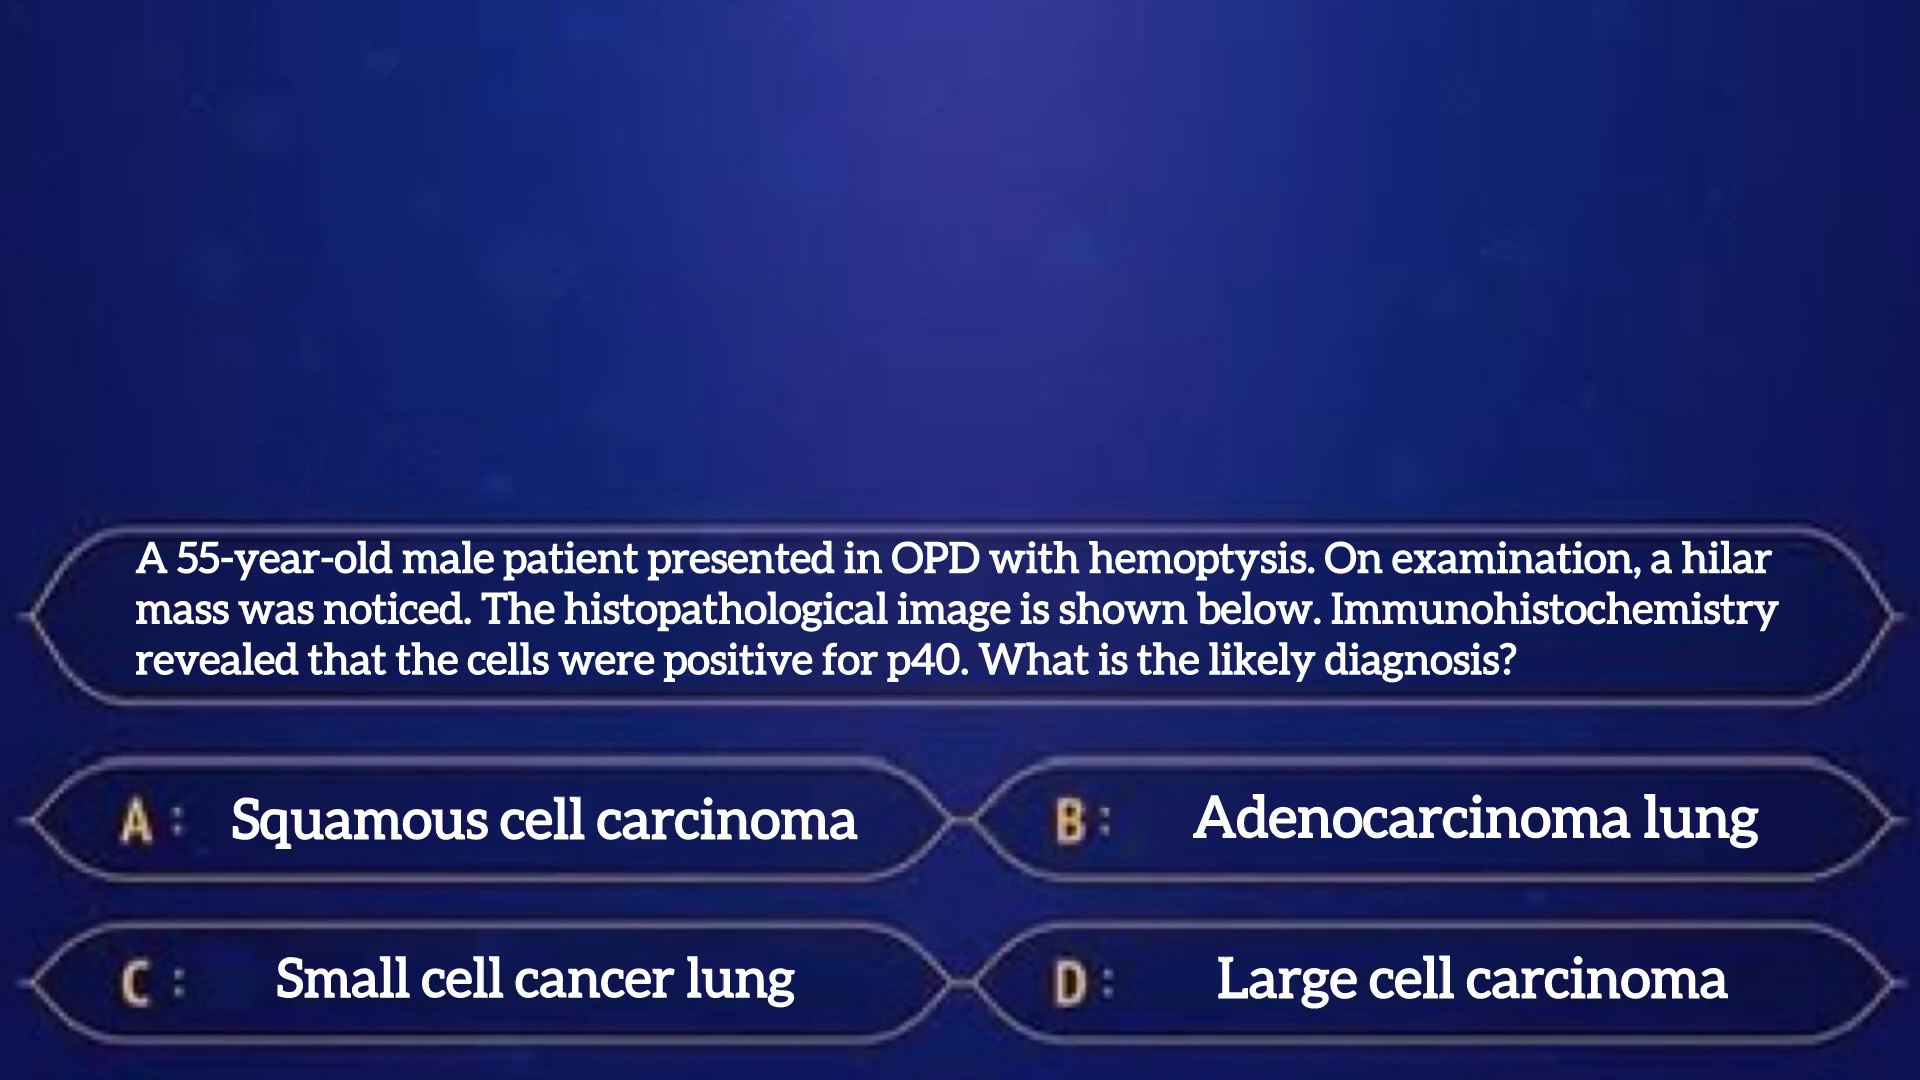 A 55-year-old male patient presented in OPD with hemoptysis. On examination, a hilar
mass was noticed. The histopathological image is shown below. Immunohistochemistry
revealed that the cells were positive for p40. What is the likely diagnosis?
A : Squamous cell carcinoma
B : Adenocarcinoma lung
C : Small cell cancer lung
D : Large cell carcinoma